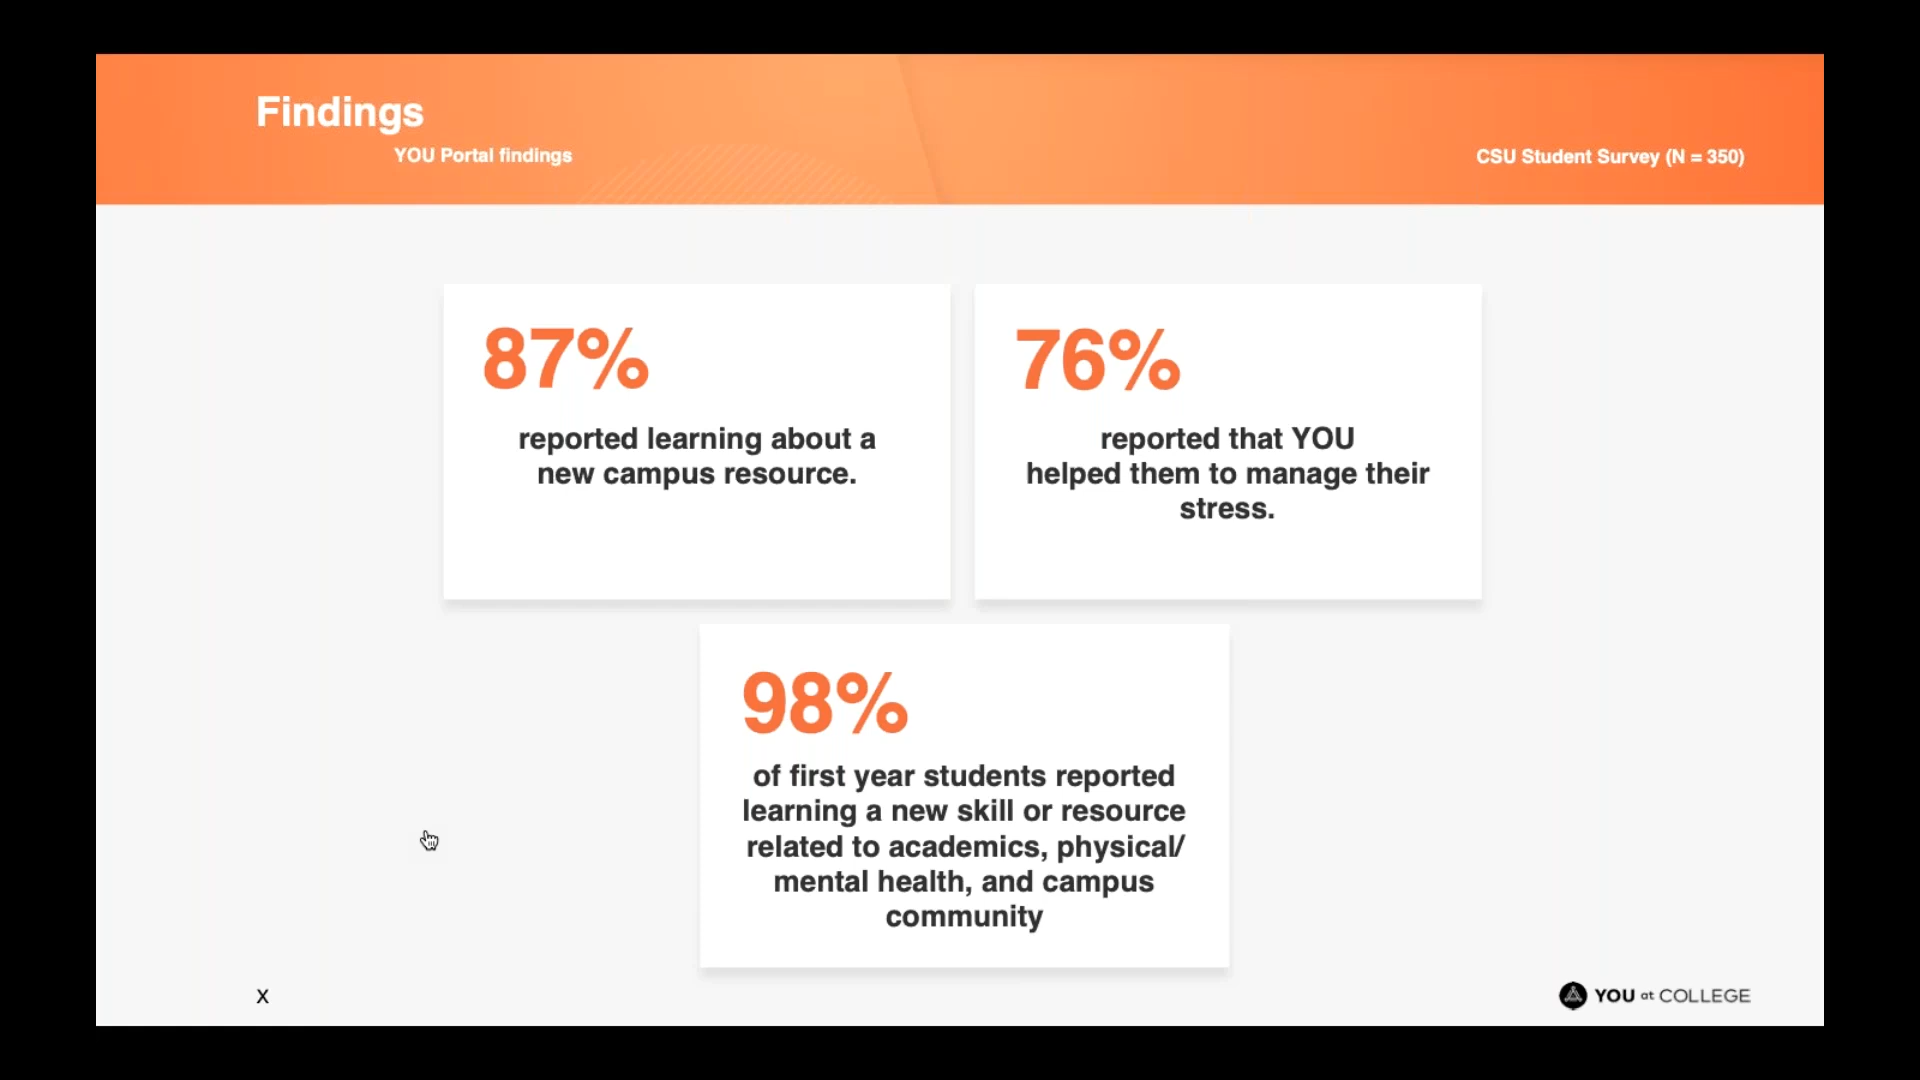 Findings
YOU Portal findings
CSU Student Survey (N = 350)
87%
reported learning about a
new campus resource.
76%
reported that YOU
helped them to manage their
stress.
98%
of first year students reported
learning a new skill or resource
related to academics, physical/
mental health, and campus
community
X
YOU at COLLEGE